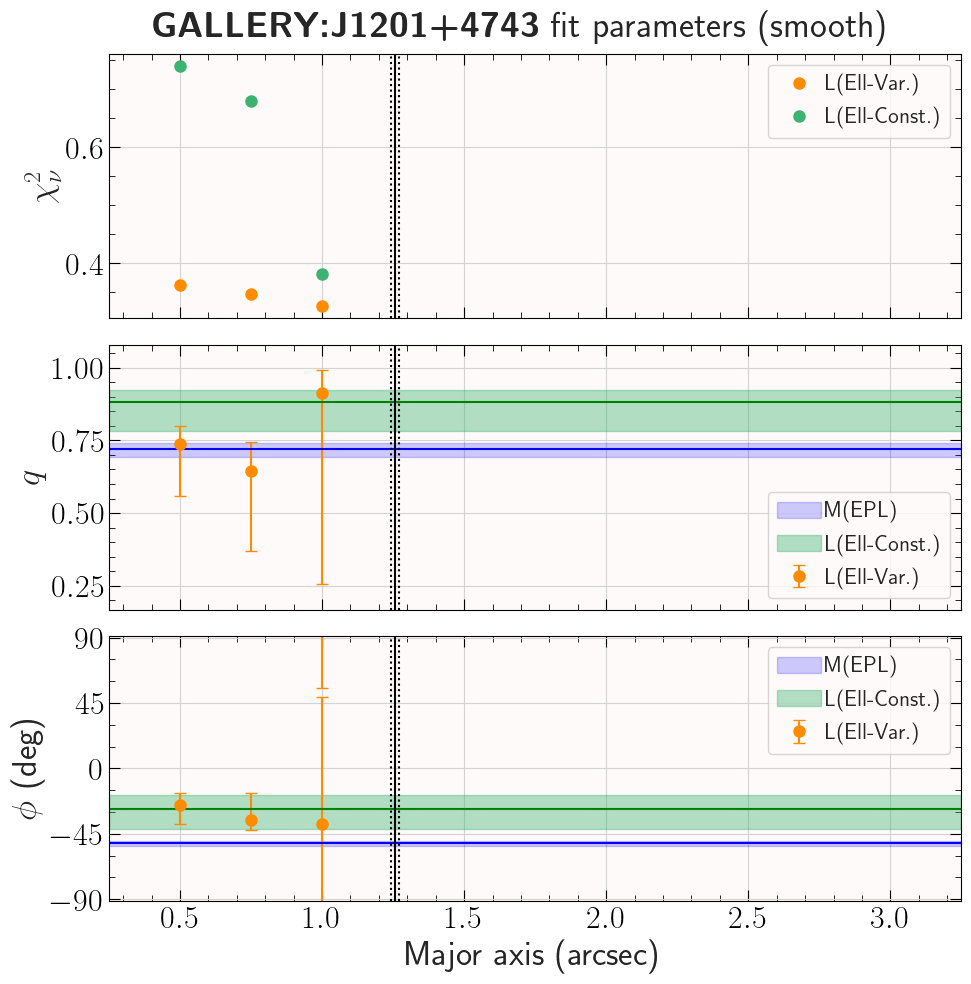 GALLERY:J1201+4743 fit parameters (smooth)
L(Ell-Var.)
L(Ell-Const.)
0.6
0.4
χ²ν
1.00
0.75
0.50
0.25
q
M(EPL)
L(Ell-Const.)
L(Ell-Var.)
90
45
0
−45
−90
ϕ (deg)
M(EPL)
L(Ell-Const.)
L(Ell-Var.)
0.5 1.0 1.5 2.0 2.5 3.0
Major axis (arcsec)